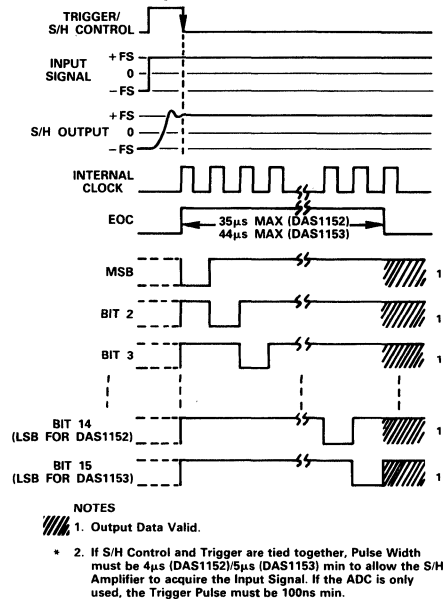 TRIGGER/
S/H CONTROL
INPUT
SIGNAL
+ FS
0
– FS
S/H OUTPUT
+ FS
0
– FS
INTERNAL
CLOCK
EOC
35µs MAX (DAS1152)
44µs MAX (DAS1153)
MSB
1
BIT 2
1
BIT 3
1
BIT 14
(LSB FOR DAS1152)
1
BIT 15
(LSB FOR DAS1153)
1
NOTES
1. Output Data Valid.
* 2. If S/H Control and Trigger are tied together, Pulse Width
must be 4µs (DAS1152)/5µs (DAS1153) min to allow the S/H
Amplifier to acquire the Input Signal. If the ADC is only
used, the Trigger Pulse must be 100ns min.